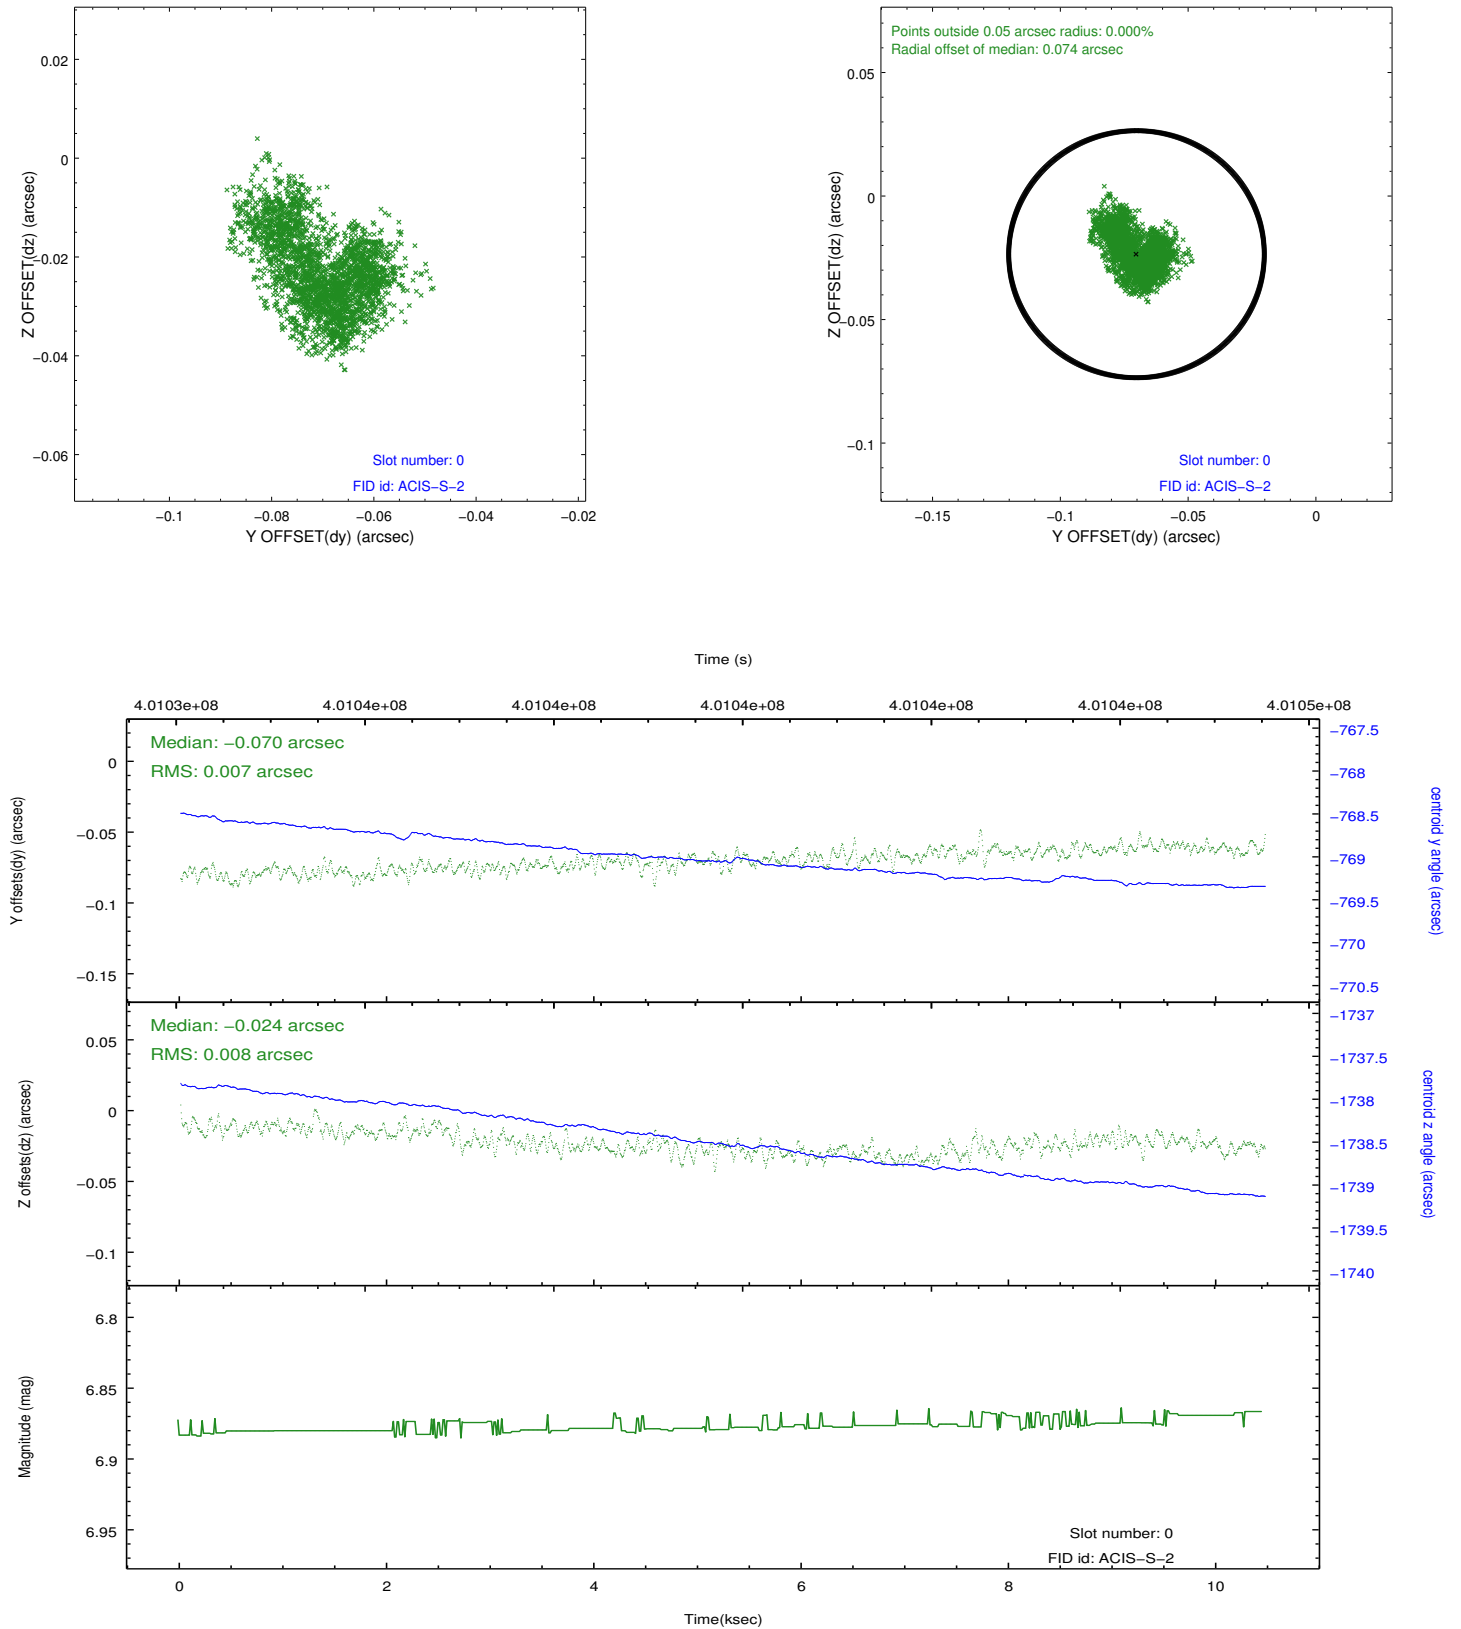 0.02
0
−0.02
−0.04
−0.06
Z OFFSET(dz) (arcsec)
Slot number: 0
FID id: ACIS−S−2
−0.1
−0.08
−0.06
−0.04
−0.02
Y OFFSET(dy) (arcsec)
Points outside 0.05 arcsec radius: 0.000%
Radial offset of median: 0.074 arcsec
0.05
0
−0.05
−0.1
Z OFFSET(dz) (arcsec)
Slot number: 0
FID id: ACIS−S−2
−0.15
−0.1
−0.05
0
Y OFFSET(dy) (arcsec)
Time (s)
4.0103e+08
4.0104e+08
4.0104e+08
4.0104e+08
4.0104e+08
4.0104e+08
4.0105e+08
Median: −0.070 arcsec
RMS: 0.007 arcsec
0
−0.05
−0.1
−0.15
Y offsets(dy) (arcsec)
−767.5
−768
−768.5
−769
−769.5
−770
−770.5
centroid y angle (arcsec)
Median: −0.024 arcsec
RMS: 0.008 arcsec
0.05
0
−0.05
−0.1
Z offsets(dz) (arcsec)
−1737
−1737.5
−1738
−1738.5
−1739
−1739.5
−1740
centroid z angle (arcsec)
6.8
6.85
6.9
6.95
Magnitude (mag)
Slot number: 0
FID id: ACIS−S−2
0
2
4
6
8
10
Time(ksec)